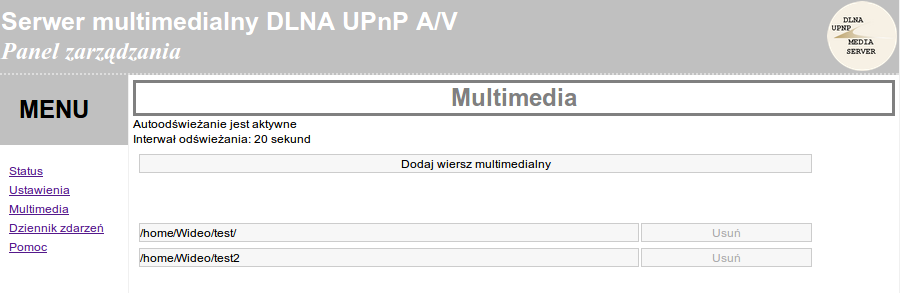 Serwer multimedialny DLNA UPnP A/V
Panel zarządzania
DLNA
UPNP
MEDIA
SERVER
MENU
Status
Ustawienia
Multimedia
Dziennik zdarzeń
Pomoc
Multimedia
Autoodświeżanie jest aktywne
Interwał odświeżania: 20 sekund
Dodaj wiersz multimedialny
/home/Wideo/test/ Usuń
/home/Wideo/test2 Usuń